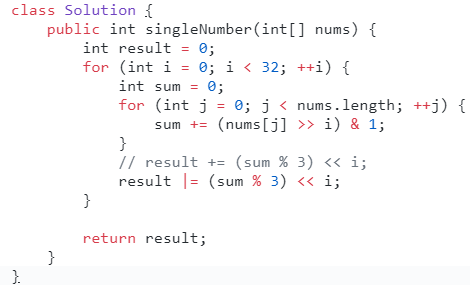 class Solution {
    public int singleNumber(int[] nums) {
        int result = 0;
        for (int i = 0; i < 32; ++i) {
            int sum = 0;
            for (int j = 0; j < nums.length; ++j) {
                sum += (nums[j] >> i) & 1;
            }
            // result += (sum % 3) << i;
            result |= (sum % 3) << i;
        }

        return result;
    }
}